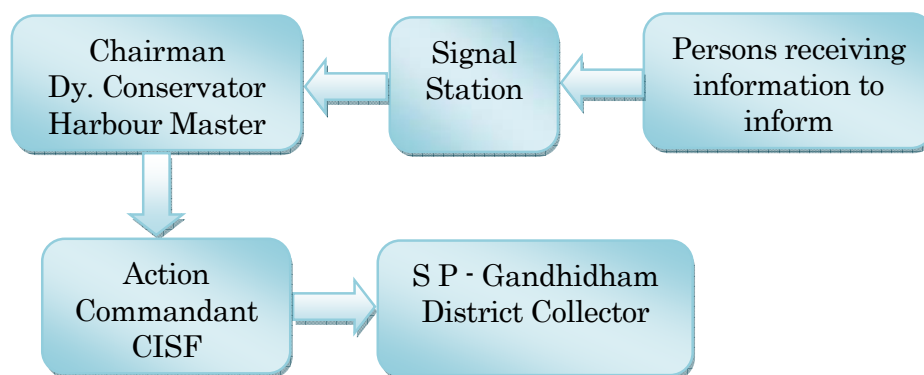 Chairman
Dy. Conservator
Harbour Master
Signal
Station
Persons receiving
information to
inform
Action
Commandant
CISF
S P - Gandhidham
District Collector